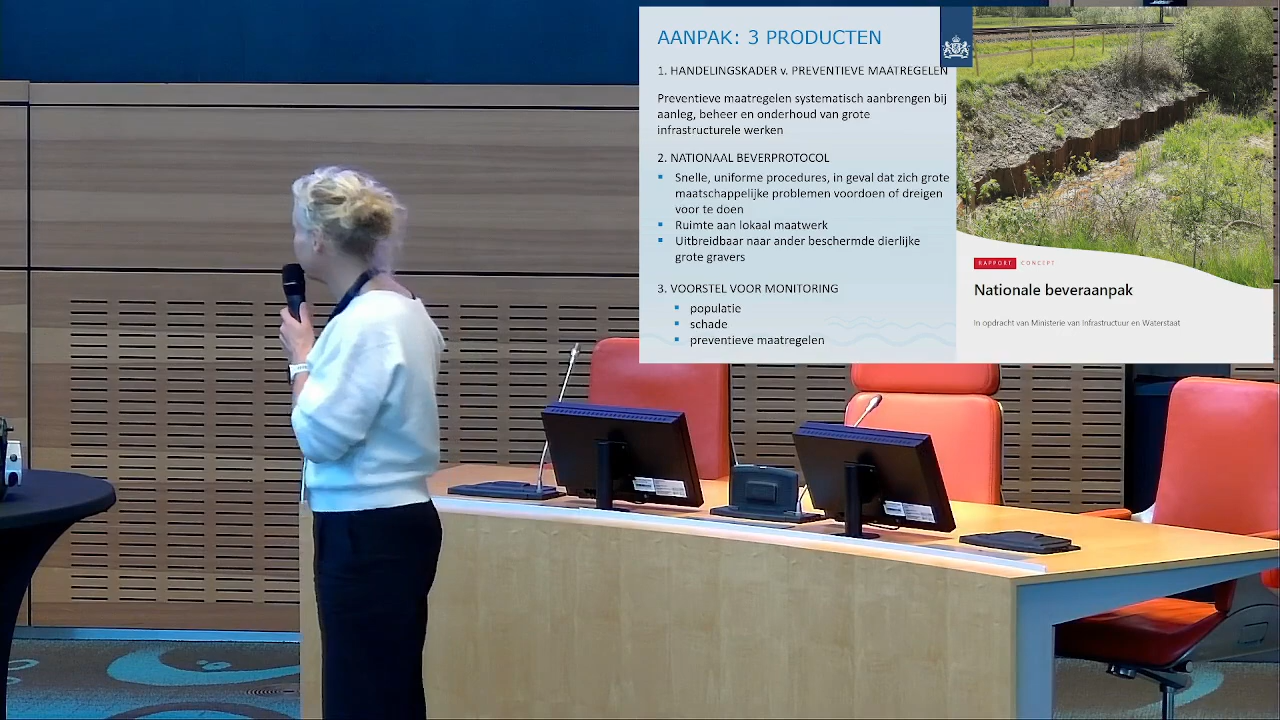 AANPAK: 3 PRODUCTEN
1. HANDELINGSKADER v. PREVENTIEVE MAATREGELEN
Preventieve maatregelen systematisch aanbrengen bij
aanleg, beheer en onderhoud van grote
infrastructurele werken
2. NATIONAAL BEVERPROTOCOL
Snelle, uniforme procedures, in geval dat zich grote
maatschappelijke problemen voordoen of dreigen
voor te doen
Ruimte aan lokaal maatwerk
Uitbreidbaar naar ander beschermde dierlijke
grote gravers
3. VOORSTEL VOOR MONITORING
populatie
schade
preventieve maatregelen
RAPPORT CONCEPT
Nationale beveraanpak
In opdracht van Ministerie van Infrastructuur en Waterstaat